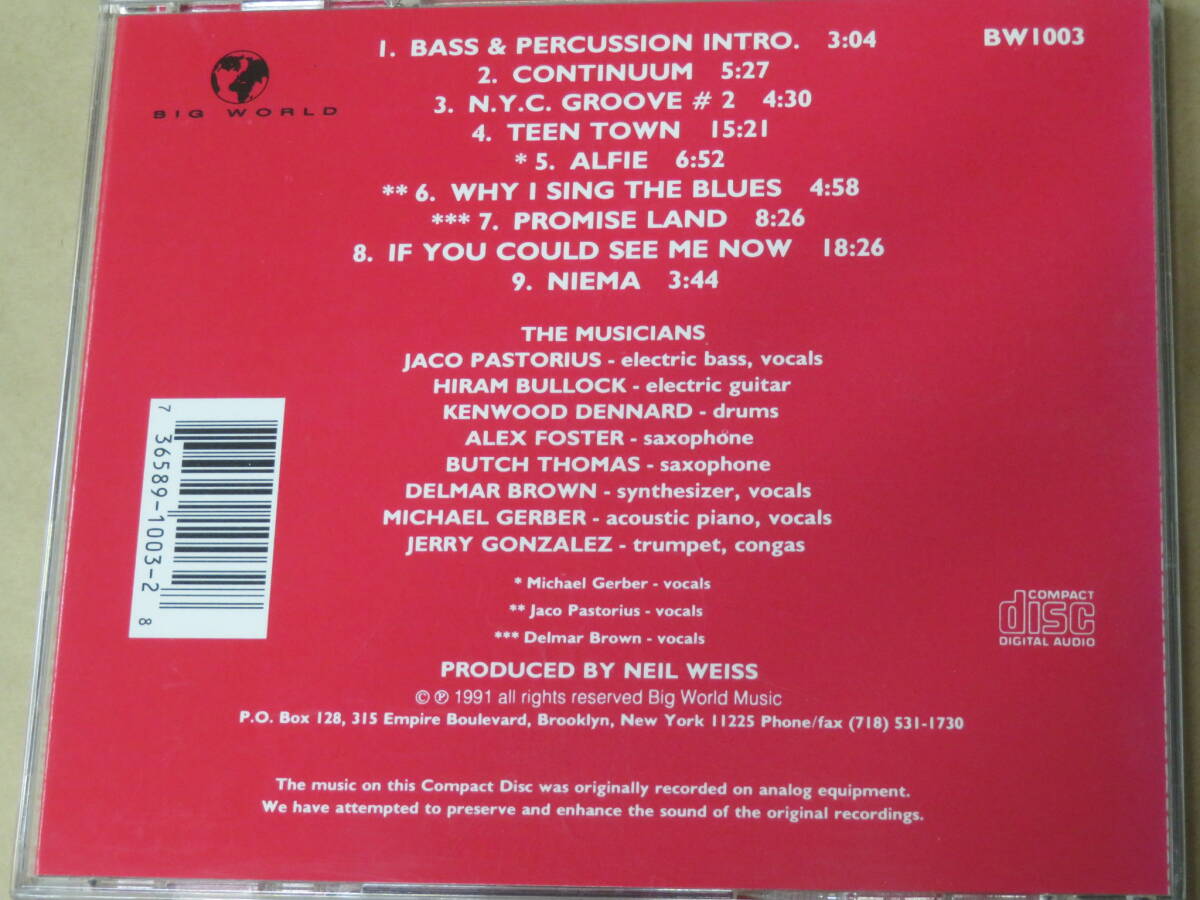 1. BASS & PERCUSSION INTRO. 3:04
BW1003
2. CONTINUUM 5:27
3. N.Y.C. GROOVE # 2 4:30
BIG WORLD
4. TEEN TOWN 15:21
* 5. ALFIE 6:52
** 6. WHY I SING THE BLUES 4:58
*** 7. PROMISE LAND 8:26
8. IF YOU COULD SEE ME NOW 18:26
9. NIEMA 3:44
THE MUSICIANS
JACO PASTORIUS - electric bass, vocals
HIRAM BULLOCK - electric guitar
KENWOOD DENNARD - drums
ALEX FOSTER - saxophone
BUTCH THOMAS - saxophone
DELMAR BROWN - synthesizer, vocals
MICHAEL GERBER - acoustic piano, vocals
JERRY GONZALEZ - trumpet, congas
7 36589-1003-2 8
* Michael Gerber - vocals
** Jaco Pastorius - vocals
*** Delmar Brown - vocals
COMPACT
disc
DIGITAL AUDIO
PRODUCED BY NEIL WEISS
© ℗ 1991 all rights reserved Big World Music
P.O. Box 128, 315 Empire Boulevard, Brooklyn, New York 11225 Phone/fax (718) 531-1730
The music on this Compact Disc was originally recorded on analog equipment.
We have attempted to preserve and enhance the sound of the original recordings.